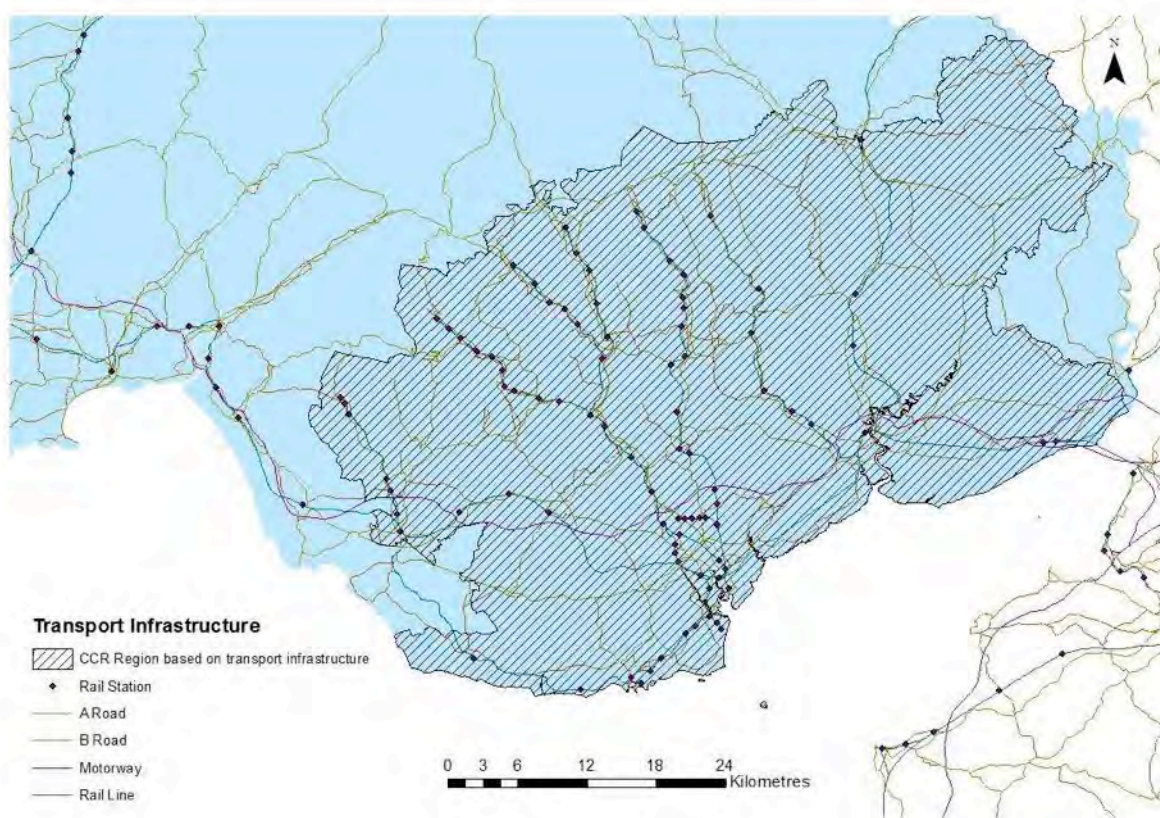 N
Transport Infrastructure
CCR Region based on transport infrastructure
Rail Station
A Road
B Road
Motorway
Rail Line
0 3 6 12 18 24
Kilometres